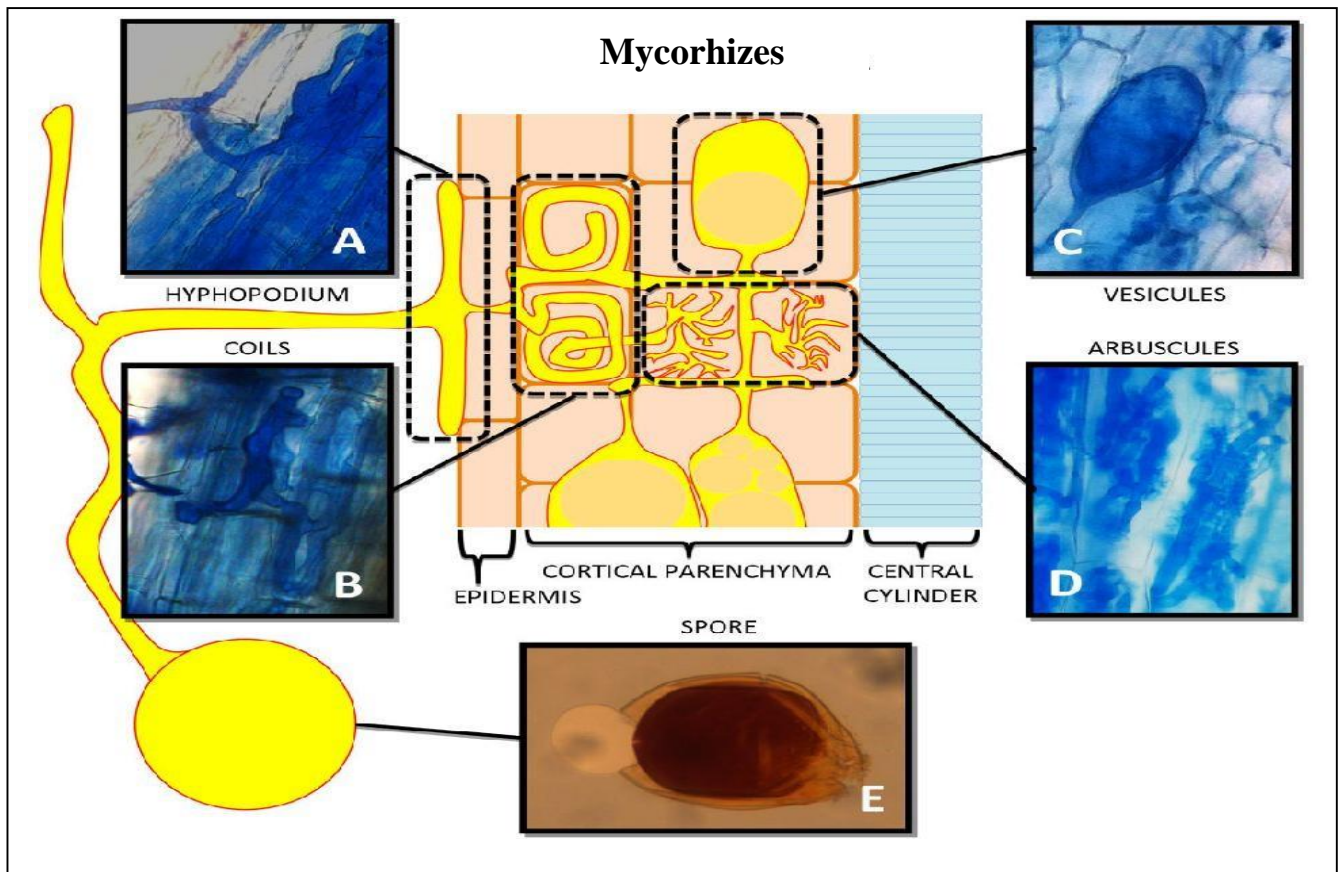 Mycorhizes
A
HYPHOPODIUM
C
VESICULES
COILS
B
ARBUSCULES
D
EPIDERMIS
CORTICAL PARENCHYMA
CENTRAL
CYLINDER
SPORE
E